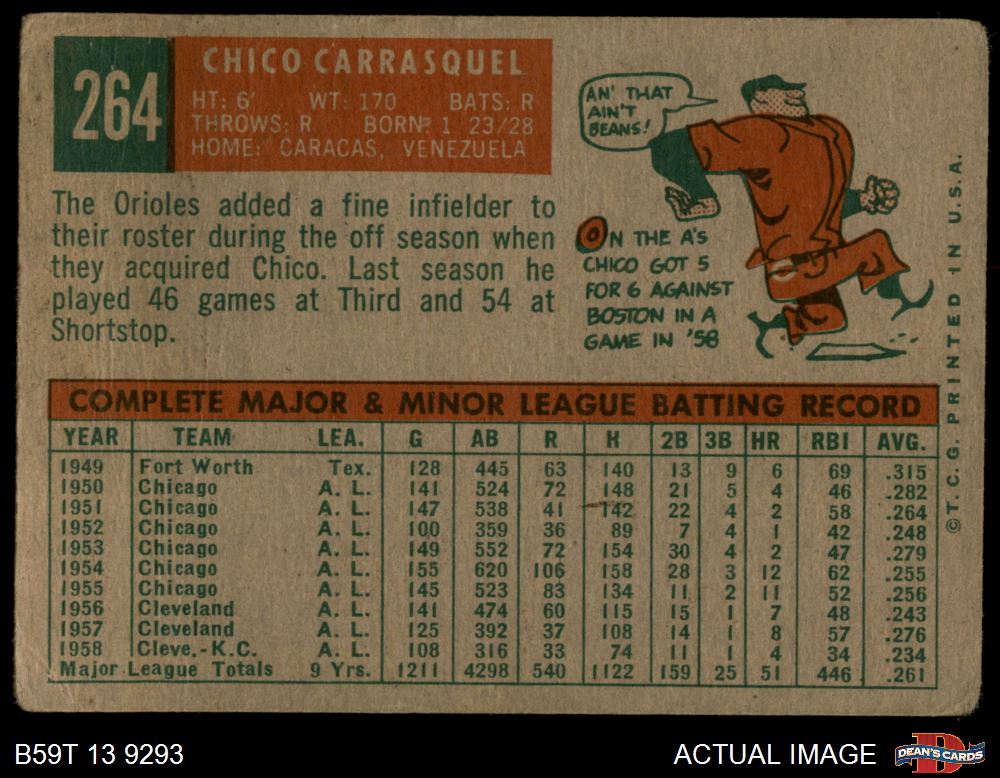 264
CHICO CARRASQUEL
HT: 6' WT: 170 BATS: R
THROWS: R BORN: 1 23/28
HOME: CARACAS, VENEZUELA
The Orioles added a fine infielder to
their roster during the off season when
they acquired Chico. Last season he
played 46 games at Third and 54 at
Shortstop.
AN' THAT
AIN'T
BEANS!
ON THE A'S
CHICO GOT 5
FOR 6 AGAINST
BOSTON IN A
GAME IN '58
COMPLETE MAJOR & MINOR LEAGUE BATTING RECORD
YEAR TEAM LEA. G AB R H 2B 3B HR RBI AVG.
1949 Fort Worth Tex. 128 445 63 140 13 9 6 69 .315
1950 Chicago A. L. 141 524 72 148 21 5 4 46 .282
1951 Chicago A. L. 147 538 41 142 22 4 2 58 .264
1952 Chicago A. L. 100 359 36 89 7 4 1 42 .248
1953 Chicago A. L. 149 552 72 154 30 4 2 47 .279
1954 Chicago A. L. 155 620 106 158 28 3 12 62 .255
1955 Chicago A. L. 145 523 83 134 11 2 11 52 .256
1956 Cleveland A. L. 141 474 60 115 15 1 7 48 .243
1957 Cleveland A. L. 125 392 37 108 14 1 8 57 .276
1958 Cleve.-K.C. A. L. 108 316 33 74 11 1 4 34 .234
Major League Totals 9 Yrs. 1211 4298 540 1122 159 25 51 446 .261
©T. C. G. PRINTED IN U.S.A.
B59T 13 9293
ACTUAL IMAGE
DEAN'S CARDS